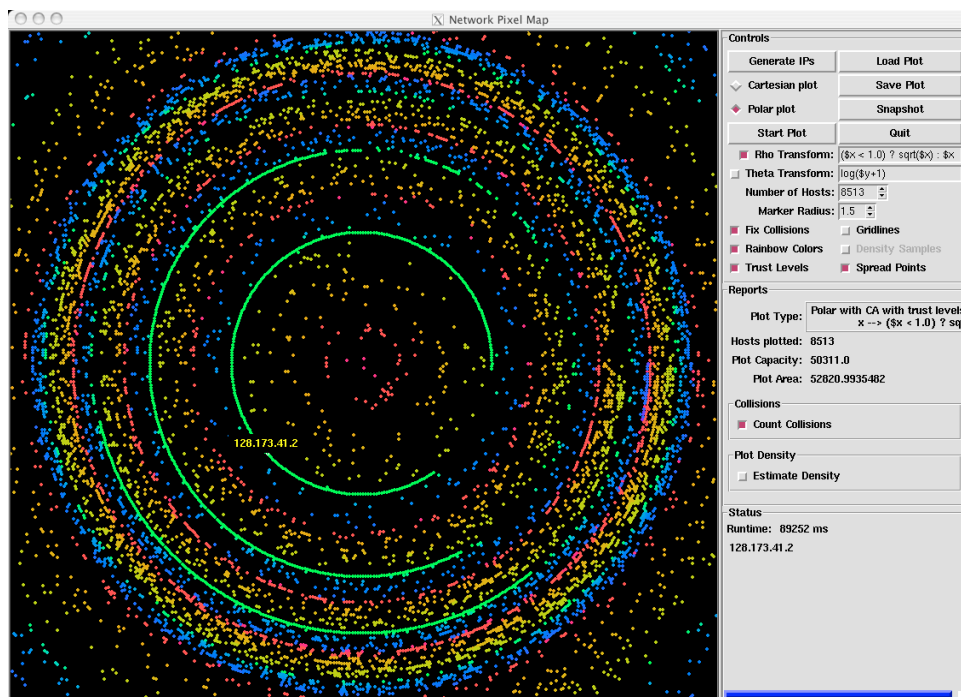 Network Pixel Map
128.173.41.2
Controls
Generate IPs Load Plot
Cartesian plot Save Plot
Polar plot Snapshot
Start Plot Quit
Rho Transform: ($x < 1.0) ? sqrt($x) : $x
Theta Transform: log($y+1)
Number of Hosts: 8513
Marker Radius: 1.5
Fix Collisions Gridlines
Rainbow Colors Density Samples
Trust Levels Spread Points
Reports
Plot Type: Polar with CA with trust levels
x --> ($x < 1.0) ? sq
Hosts plotted: 8513
Plot Capacity: 50311.0
Plot Area: 52820.9935482
Collisions
Count Collisions
Plot Density
Estimate Density
Status
Runtime: 89252 ms
128.173.41.2